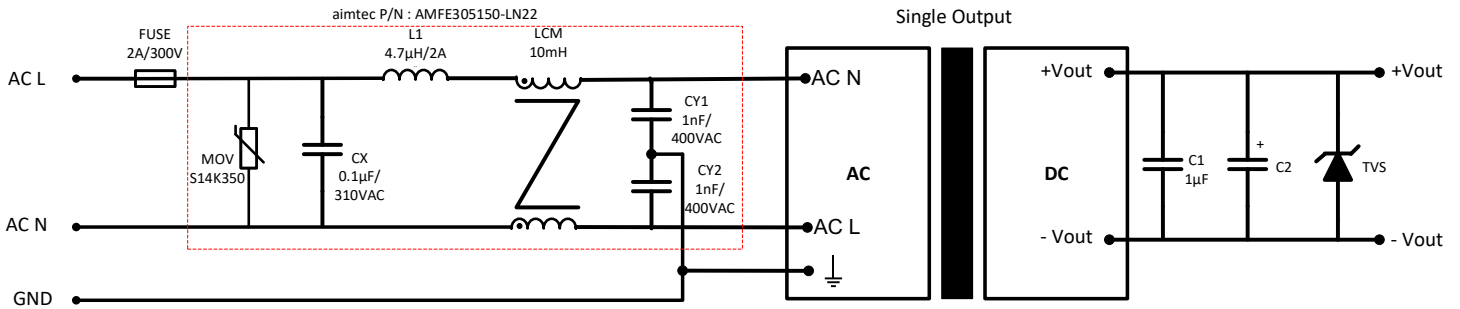 aimtec P/N : AMFE305150-LN22
Single Output
FUSE
2A/300V
L1
4.7µH/2A
LCM
10mH
AC L
AC N
+Vout
+Vout
CY1
1nF/
400VAC
MOV
S14K350
CX
0.1µF/
310VAC
CY2
1nF/
400VAC
AC
DC
C1
1µF
+
C2
TVS
AC N
AC L
- Vout
- Vout
GND